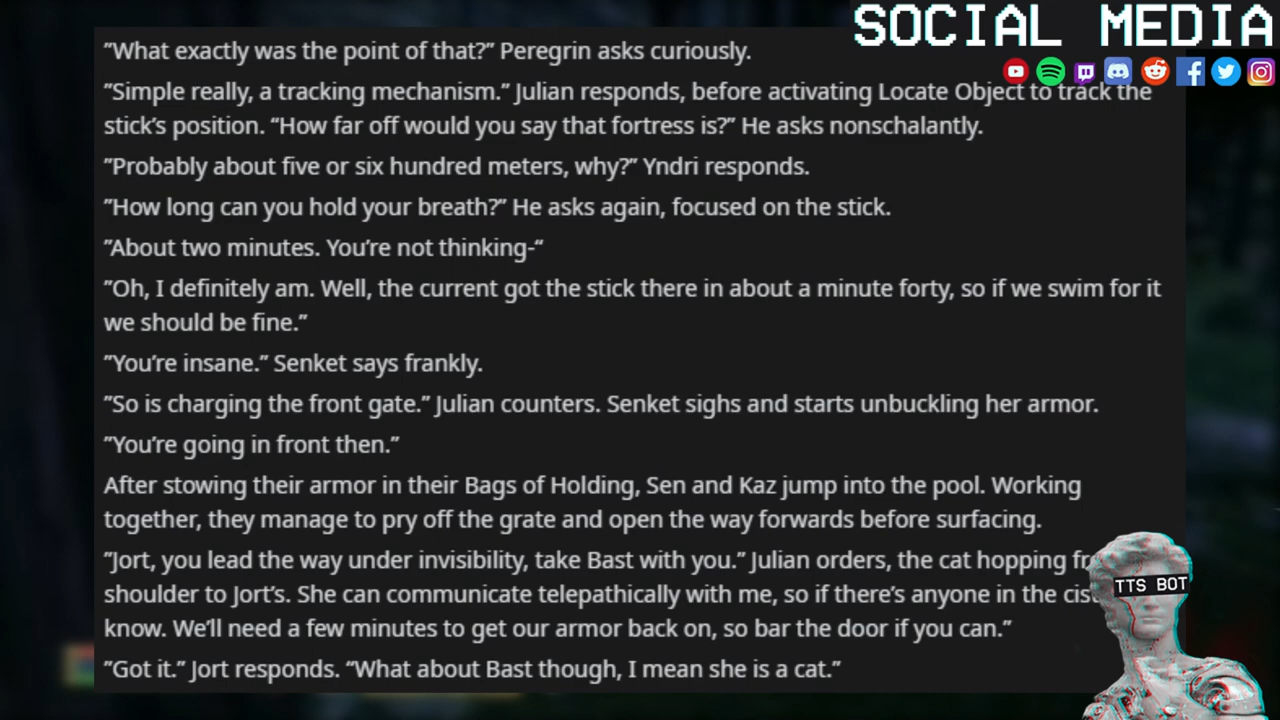 SOCIAL MEDIA
”What exactly was the point of that?” Peregrin asks curiously.
”Simple really, a tracking mechanism.” Julian responds, before activating Locate Object to track the
stick’s position. “How far off would you say that fortress is?” He asks nonschalantly.
”Probably about five or six hundred meters, why?” Yndri responds.
”How long can you hold your breath?” He asks again, focused on the stick.
”About two minutes. You’re not thinking-“
”Oh, I definitely am. Well, the current got the stick there in about a minute forty, so if we swim for it
we should be fine.”
”You’re insane.” Senket says frankly.
”So is charging the front gate.” Julian counters. Senket sighs and starts unbuckling her armor.
”You’re going in front then.”
After stowing their armor in their Bags of Holding, Sen and Kaz jump into the pool. Working
together, they manage to pry off the grate and open the way forwards before surfacing.
”Jort, you lead the way under invisibility, take Bast with you.” Julian orders, the cat hopping
shoulder to Jort’s. She can communicate telepathically with me, so if there’s anyone in the
know. We’ll need a few minutes to get our armor back on, so bar the door if you can.”
”Got it.” Jort responds. “What about Bast though, I mean she is a cat.”
TTS BOT